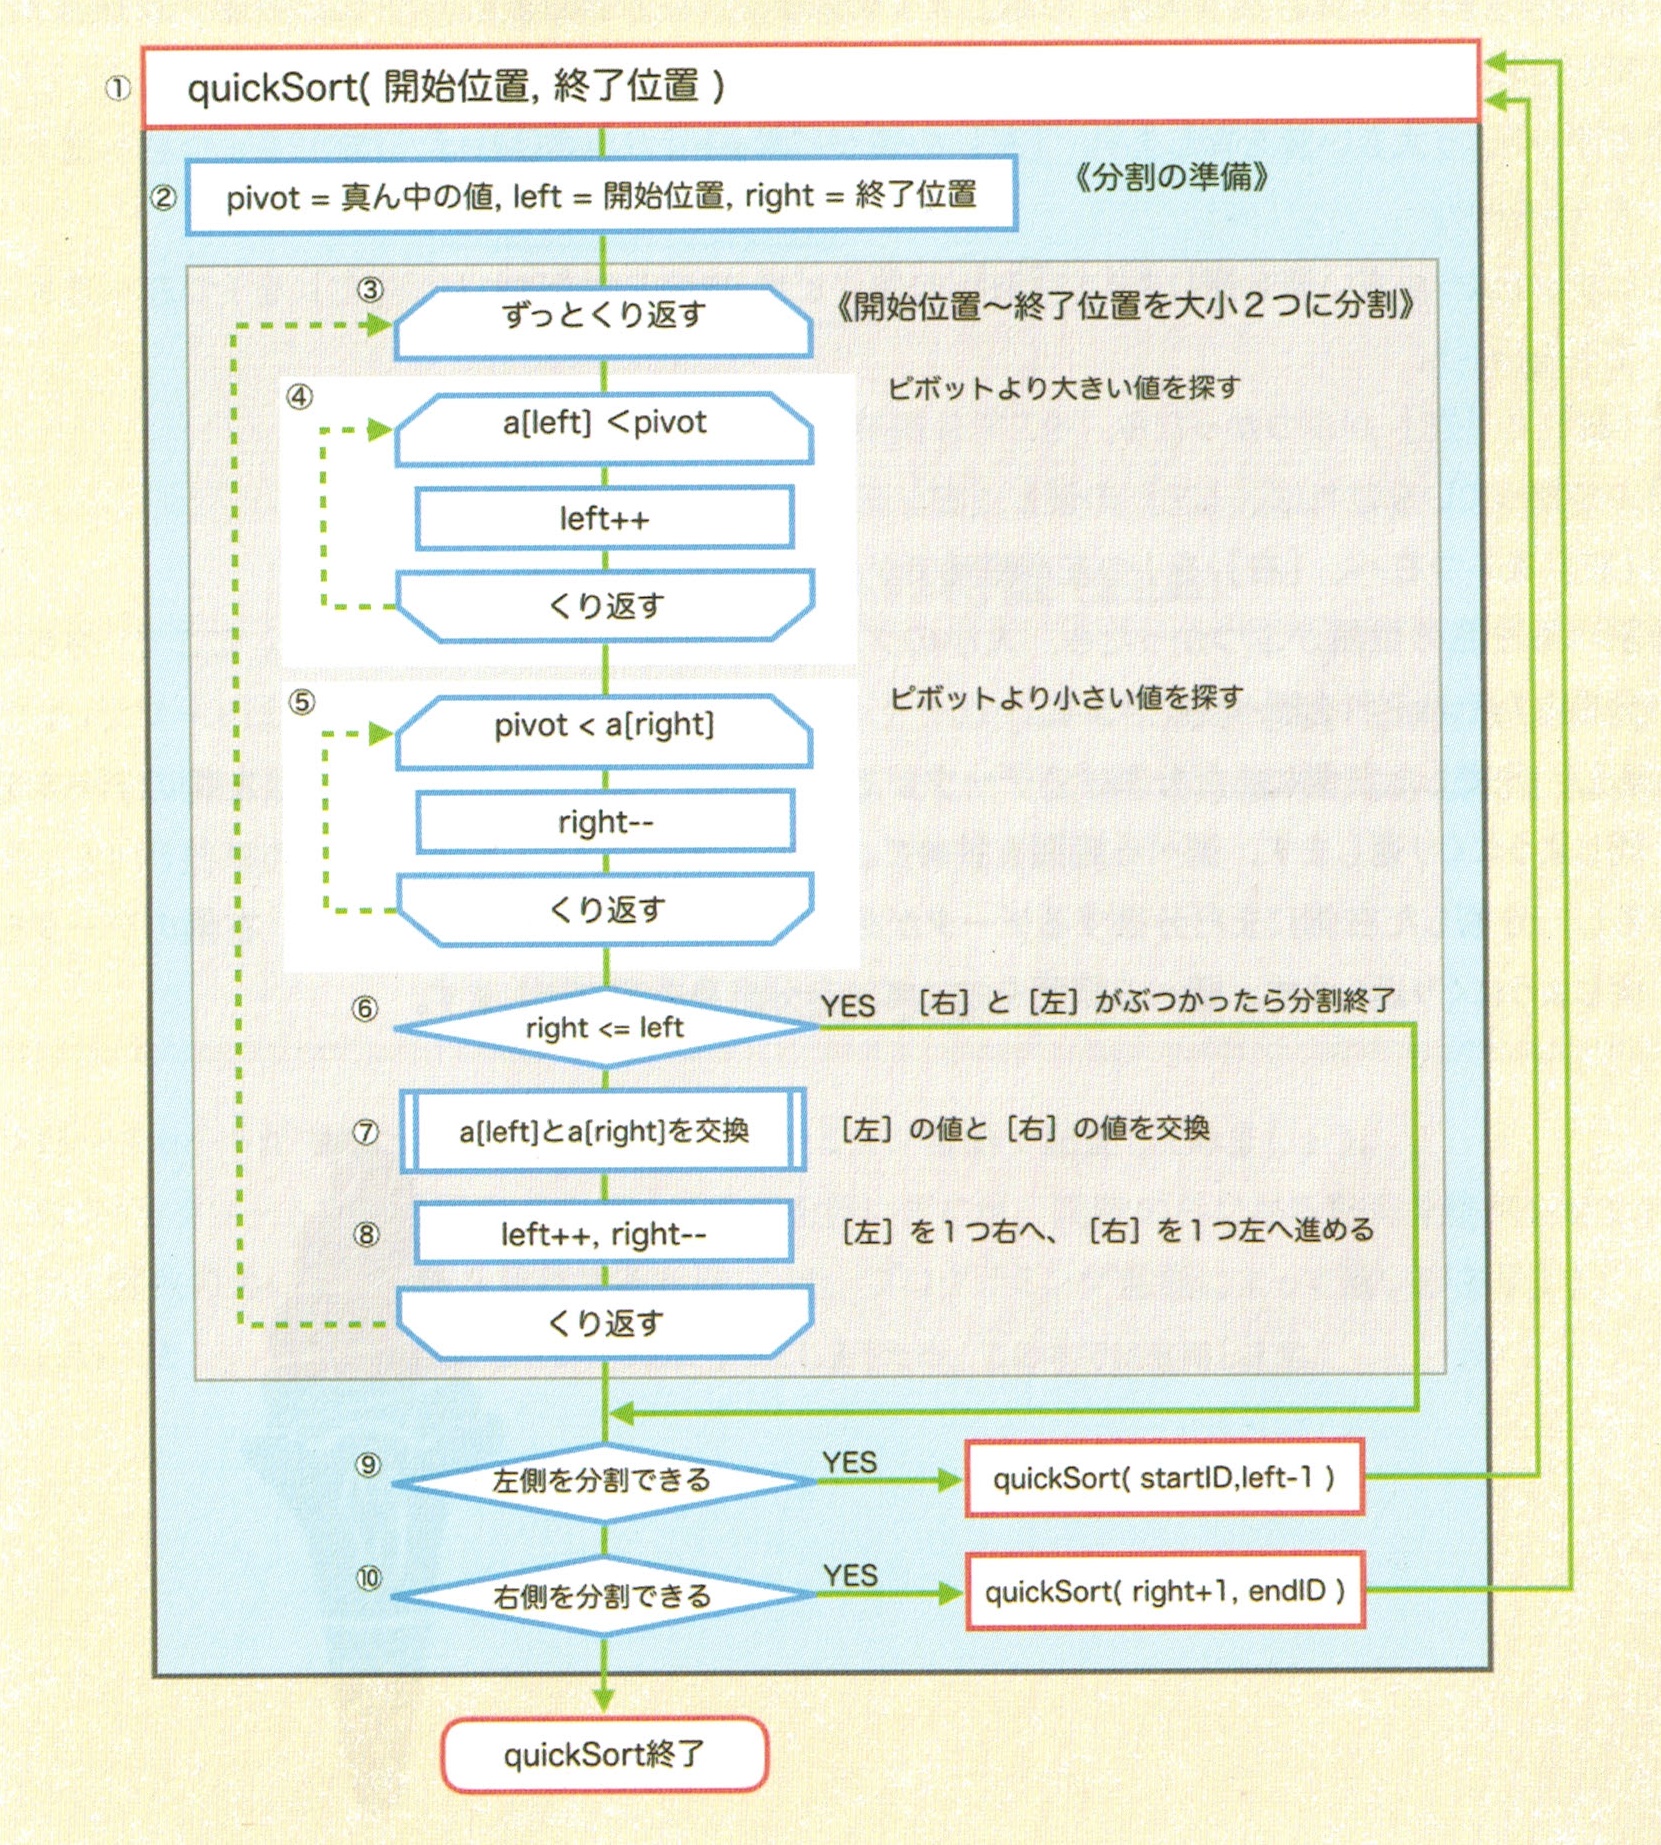 ① quickSort( 開始位置, 終了位置 )
② pivot = 真ん中の値, left = 開始位置, right = 終了位置
《分割の準備》
③ ずっとくり返す
《開始位置〜終了位置を大小２つに分割》
④ a[left] ＜pivot
ピボットより大きい値を探す
left++
くり返す
⑤ pivot < a[right]
ピボットより小さい値を探す
right--
くり返す
⑥ right <= left
YES ［右］と［左］がぶつかったら分割終了
⑦ a[left]とa[right]を交換
［左］の値と［右］の値を交換
⑧ left++, right--
［左］を１つ右へ、［右］を１つ左へ進める
くり返す
⑨ 左側を分割できる
YES
quickSort( startID,left-1 )
⑩ 右側を分割できる
YES
quickSort( right+1, endID )
quickSort終了